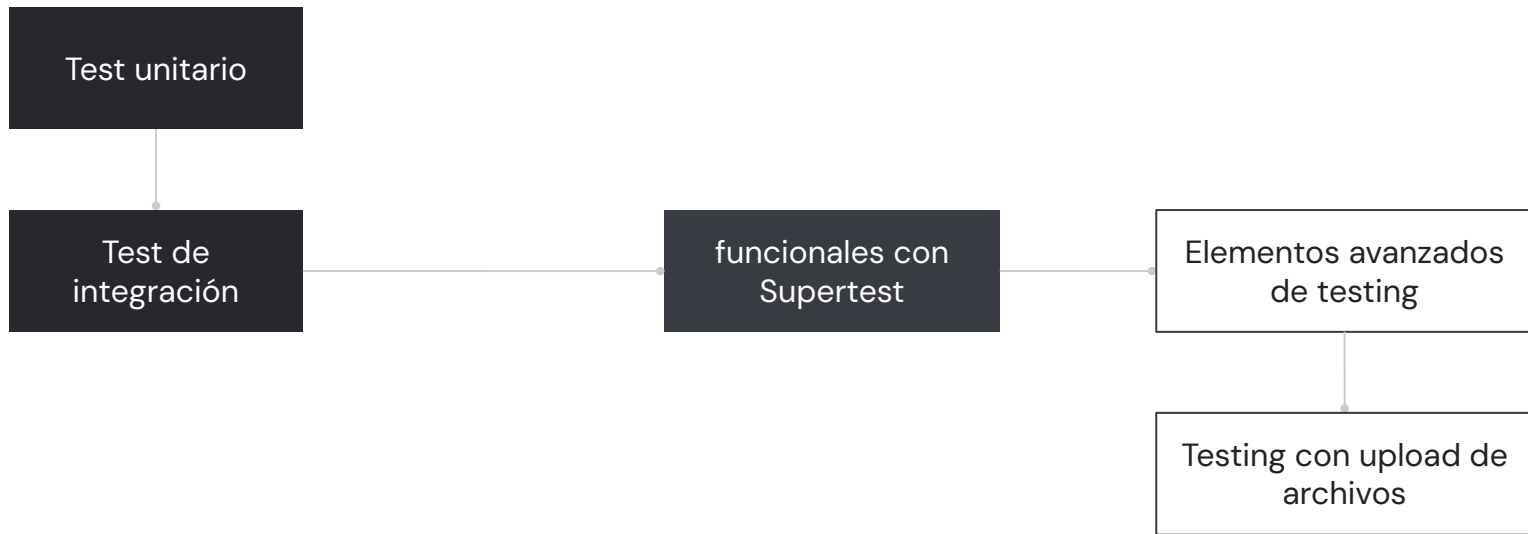 Test unitario
Test de
integración
funcionales con
Supertest
Elementos avanzados
de testing
Testing con upload de
archivos